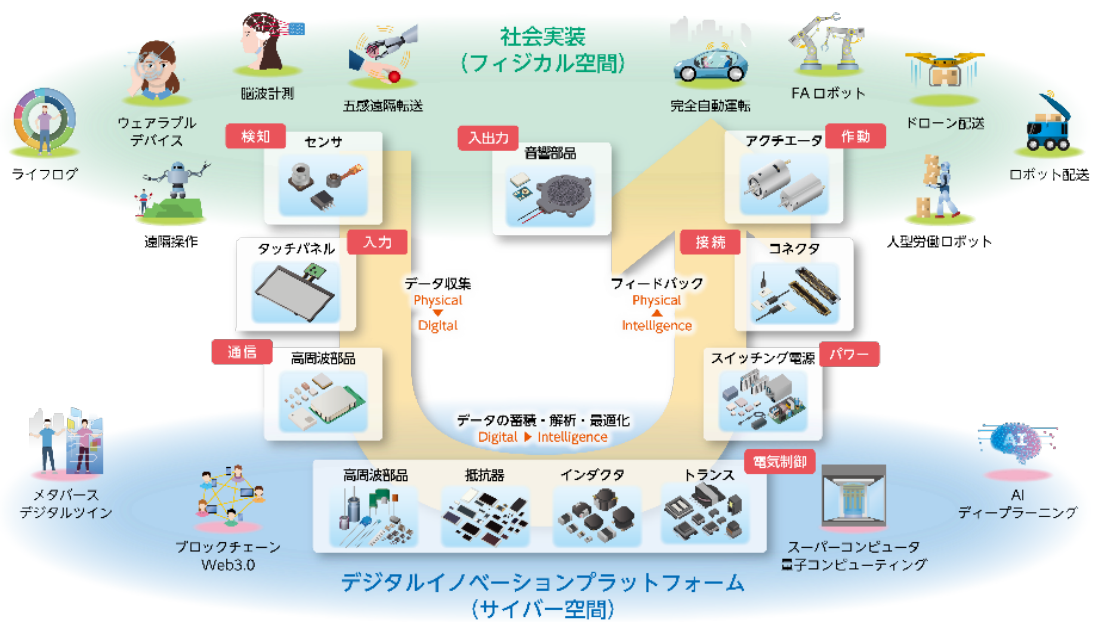 社会実装
(フィジカル空間)
脳波計測
五感遠隔転送
完全自動運転
FAロボット
ウェアラブル
デバイス
ドローン配送
ライフログ
ロボット配送
遠隔操作
人型労働ロボット
検知
センサ
入出力
音響部品
アクチエータ
作動
タッチパネル
入力
接続
コネクタ
データ収集
Physical
▼
Digital
フィードバック
Physical
▲
Intelligence
通信
高周波部品
スイッチング電源
パワー
データの蓄積・解析・最適化
Digital ▶ Intelligence
電気制御
高周波部品
抵抗器
インダクタ
トランス
メタバース
デジタルツイン
ブロックチェーン
Web3.0
スーパーコンピュータ
量子コンピューティング
AI
AI
ディープラーニング
デジタルイノベーションプラットフォーム
(サイバー空間)